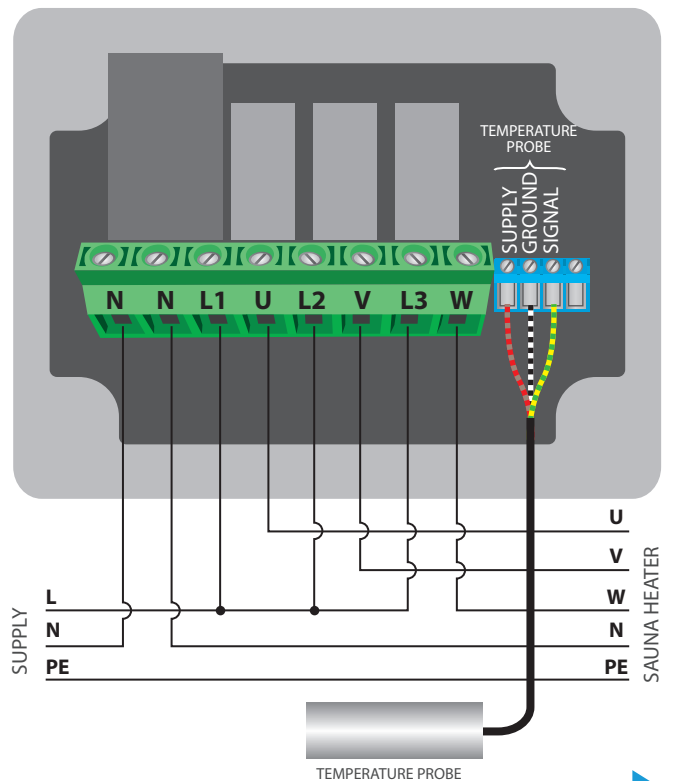 TEMPERATURE
PROBE
SUPPLY
GROUND
SIGNAL
N N L1 U L2 V L3 W
U
V
L
W
N
N
PE
PE
SUPPLY
SAUNA HEATER
TEMPERATURE PROBE